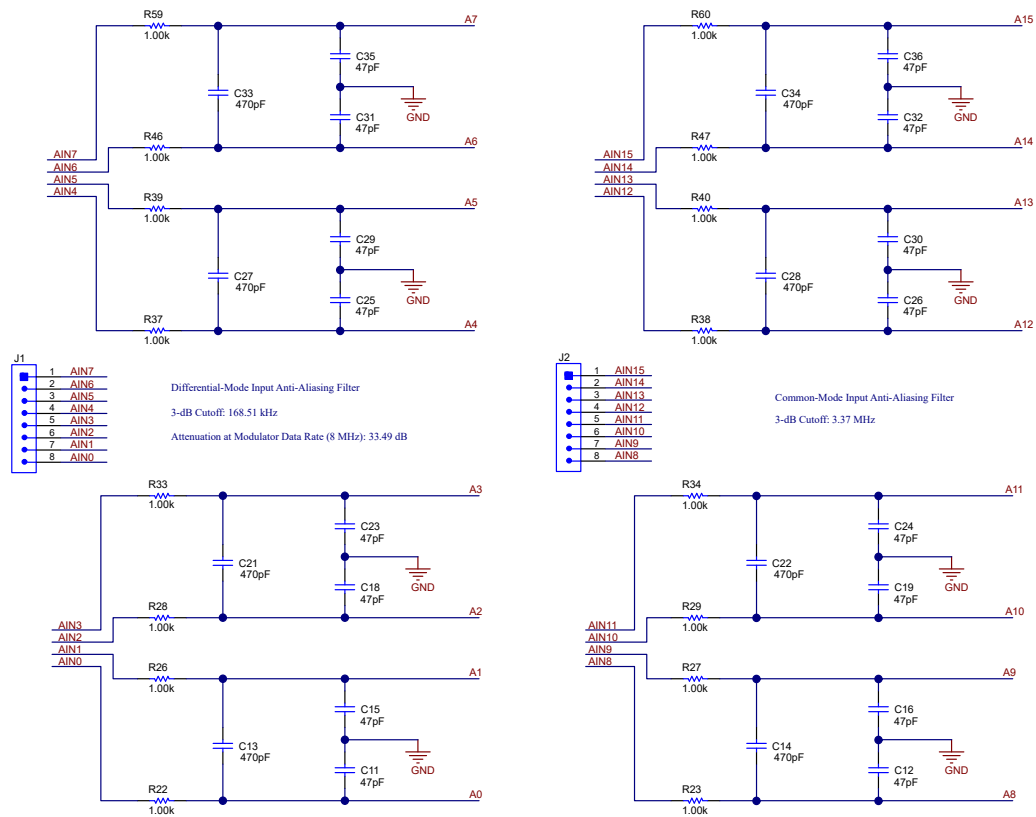 R59
1.00k
A7
C35
47pF
C33
470pF
GND
C31
47pF
R46
1.00k
A6
AIN7
AIN6
AIN5
AIN4
R39
1.00k
A5
C29
47pF
C27
470pF
GND
C25
47pF
R37
1.00k
A4
R60
1.00k
A15
C36
47pF
C34
470pF
GND
C32
47pF
R47
1.00k
A14
AIN15
AIN14
AIN13
AIN12
R40
1.00k
A13
C30
47pF
C28
470pF
GND
C26
47pF
R38
1.00k
A12
J1
1 AIN7
2 AIN6
3 AIN5
4 AIN4
5 AIN3
6 AIN2
7 AIN1
8 AIN0
Differential-Mode Input Anti-Aliasing Filter
3-dB Cutoff: 168.51 kHz
Attenuation at Modulator Data Rate (8 MHz): 33.49 dB
J2
1 AIN15
2 AIN14
3 AIN13
4 AIN12
5 AIN11
6 AIN10
7 AIN9
8 AIN8
Common-Mode Input Anti-Aliasing Filter
3-dB Cutoff: 3.37 MHz
R33
1.00k
A3
C23
47pF
C21
470pF
GND
C18
47pF
R28
1.00k
A2
AIN3
AIN2
AIN1
AIN0
R26
1.00k
A1
C15
47pF
C13
470pF
GND
C11
47pF
R22
1.00k
A0
R34
1.00k
A11
C24
47pF
C22
470pF
GND
C19
47pF
R29
1.00k
A10
AIN11
AIN10
AIN9
AIN8
R27
1.00k
A9
C16
47pF
C14
470pF
GND
C12
47pF
R23
1.00k
A8